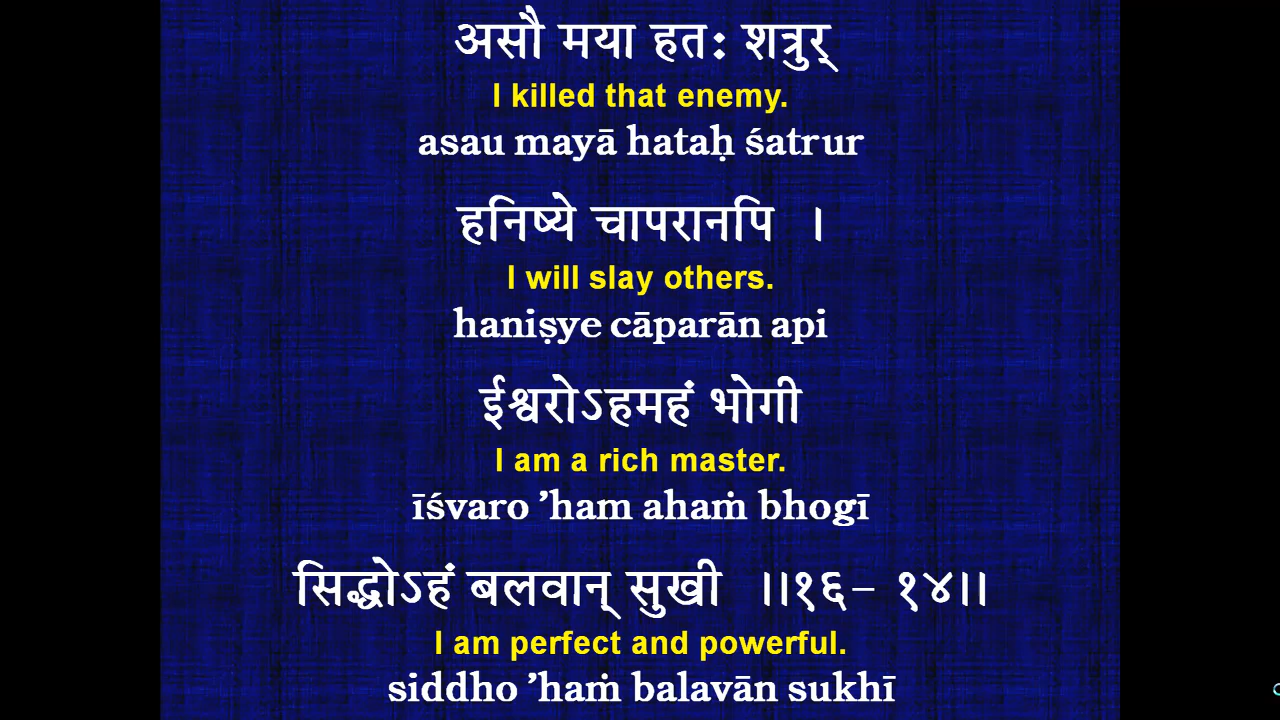 असौ मया हतः शत्रुर्
I killed that enemy.
asau mayā hataḥ śatrur
हनिष्ये चापरानपि ।
I will slay others.
haniṣye cāparān api
ईश्वरोऽहमहं भोगी
I am a rich master.
īśvaro ’ham ahaṁ bhogī
सिद्धोऽहं बलवान् सुखी ।।१६- १४।।
I am perfect and powerful.
siddho ’haṁ balavān sukhī